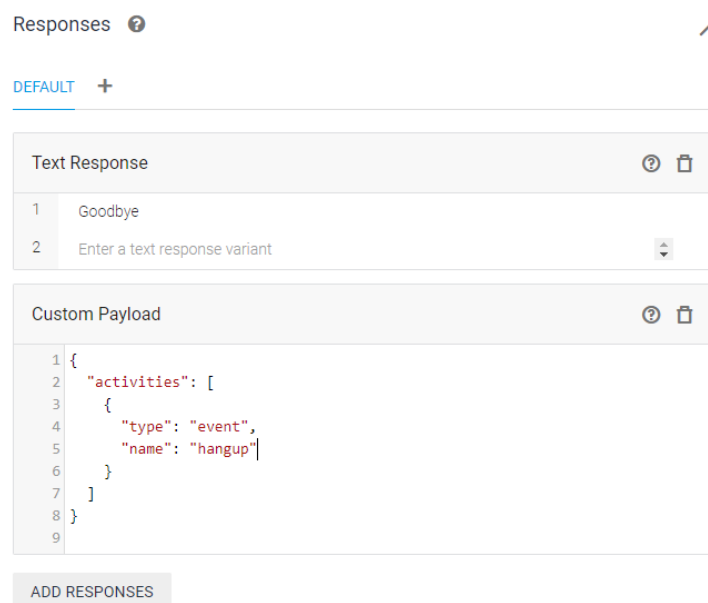 Responses ?
DEFAULT +
Text Response ?
1 Goodbye
2 Enter a text response variant
Custom Payload ?
1 {
2 "activities": [
3 {
4 "type": "event",
5 "name": "hangup"
6 }
7 ]
8 }
9
ADD RESPONSES